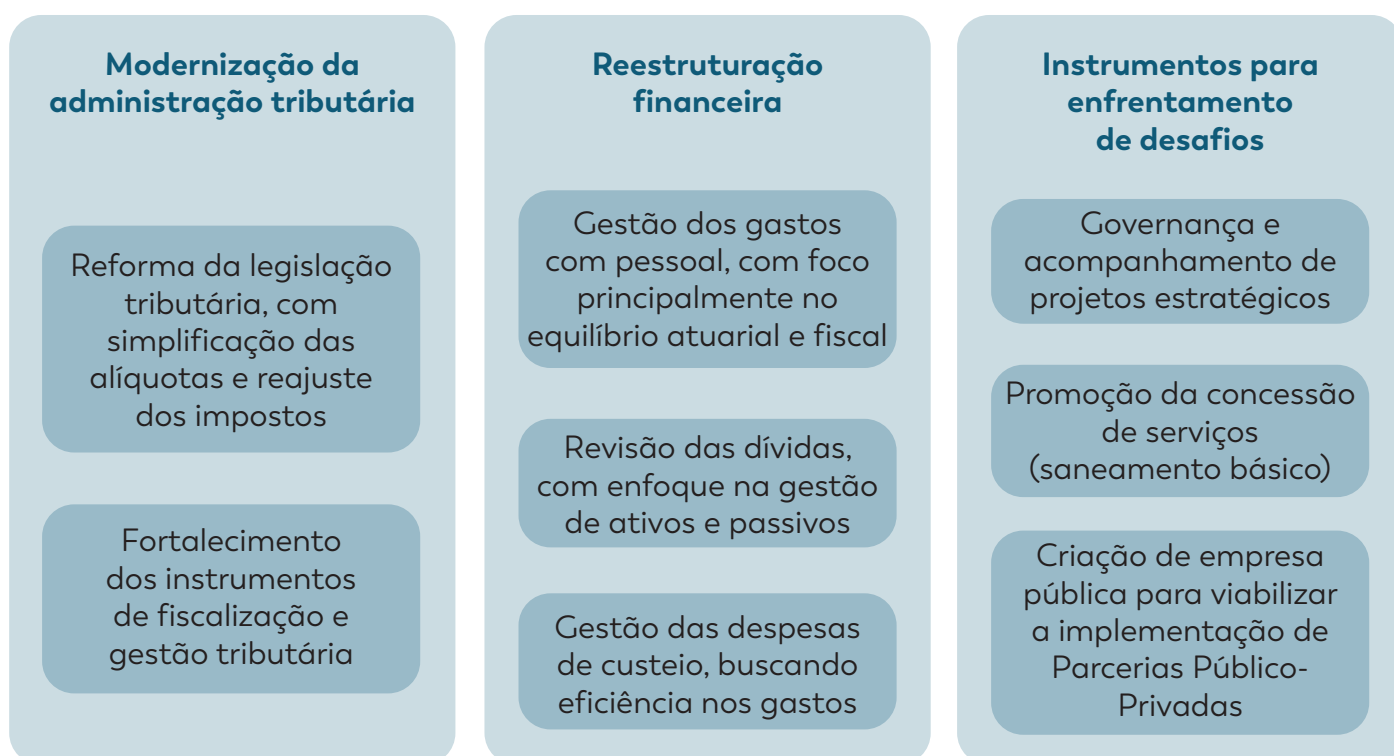 Modernização da
administração tributária
Reforma da legislação
tributária, com
simplificação das
alíquotas e reajuste
dos impostos
Fortalecimento
dos instrumentos
de fiscalização e
gestão tributária
Reestruturação
financeira
Gestão dos gastos
com pessoal, com foco
principalmente no
equilíbrio atuarial e fiscal
Revisão das dívidas,
com enfoque na gestão
de ativos e passivos
Gestão das despesas
de custeio, buscando
eficiência nos gastos
Instrumentos para
enfrentamento
de desafios
Governança e
acompanhamento de
projetos estratégicos
Promoção da concessão
de serviços
(saneamento básico)
Criação de empresa
pública para viabilizar
a implementação de
Parcerias Público-
Privadas